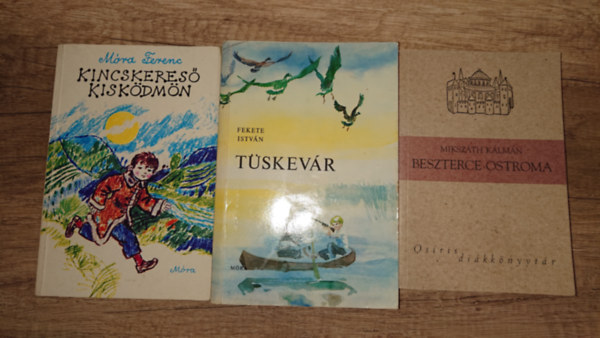 Móra Ferenc
KINCSKERESŐ
KISKÖDMÖN
Móra
FEKETE
ISTVÁN
TÜSKEVÁR
MIKSZÁTH KÁLMÁN
BESZTERCE OSTROMA
Osiris
diákkönyvtár